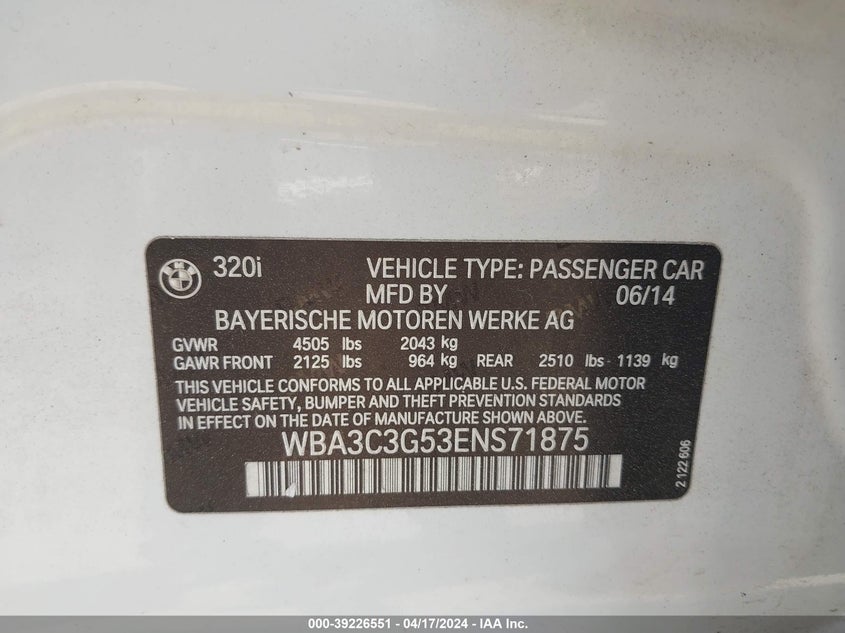 BMW 320i VEHICLE TYPE: PASSENGER CAR
MFD BY 06/14
BAYERISCHE MOTOREN WERKE AG
GVWR 4505 lbs 2043 kg
GAWR FRONT 2125 lbs 964 kg REAR 2510 lbs - 1139 kg
THIS VEHICLE CONFORMS TO ALL APPLICABLE U.S. FEDERAL MOTOR
VEHICLE SAFETY, BUMPER AND THEFT PREVENTION STANDARDS
IN EFFECT ON THE DATE OF MANUFACTURE SHOWN ABOVE.
WBA3C3G53ENS71875
2 122 606
000-39226551 - 04/17/2024 - IAA Inc.